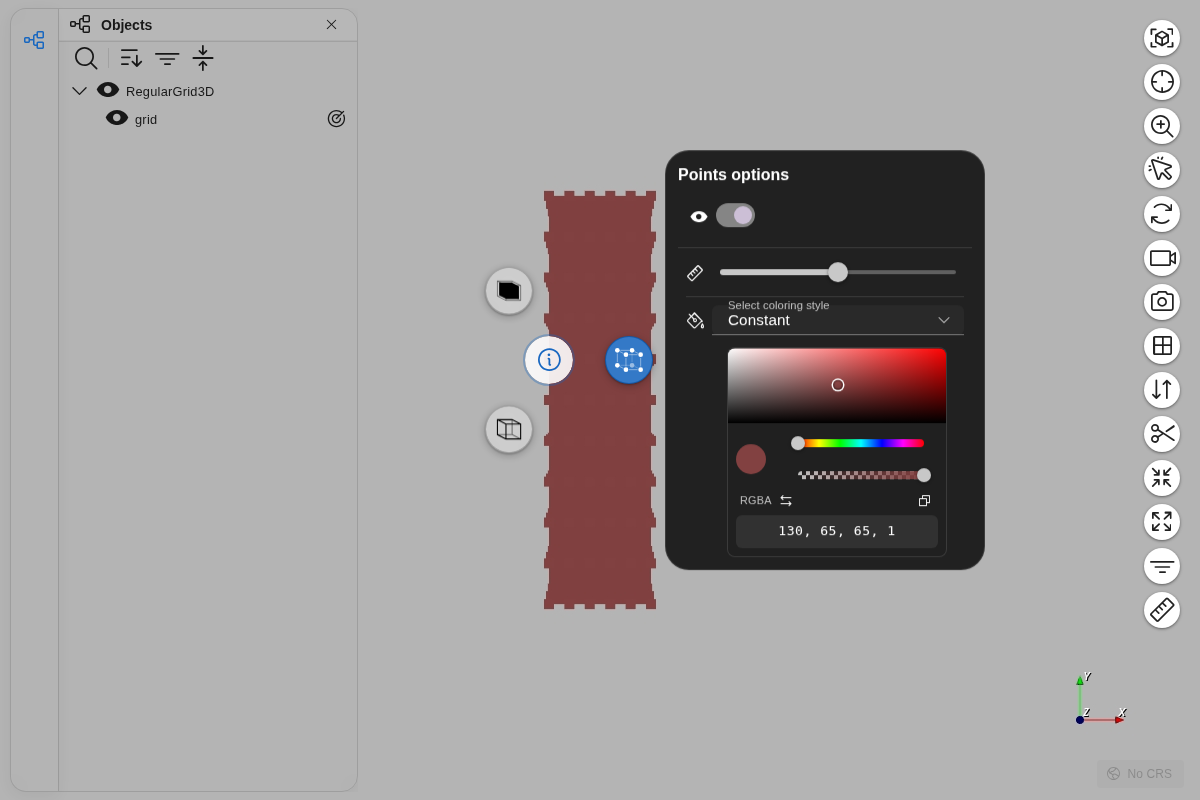 Objects
RegularGrid3D
grid
Points options
Select coloring style
Constant
RGBA
130, 65, 65, 1
Y
Z
X
No CRS